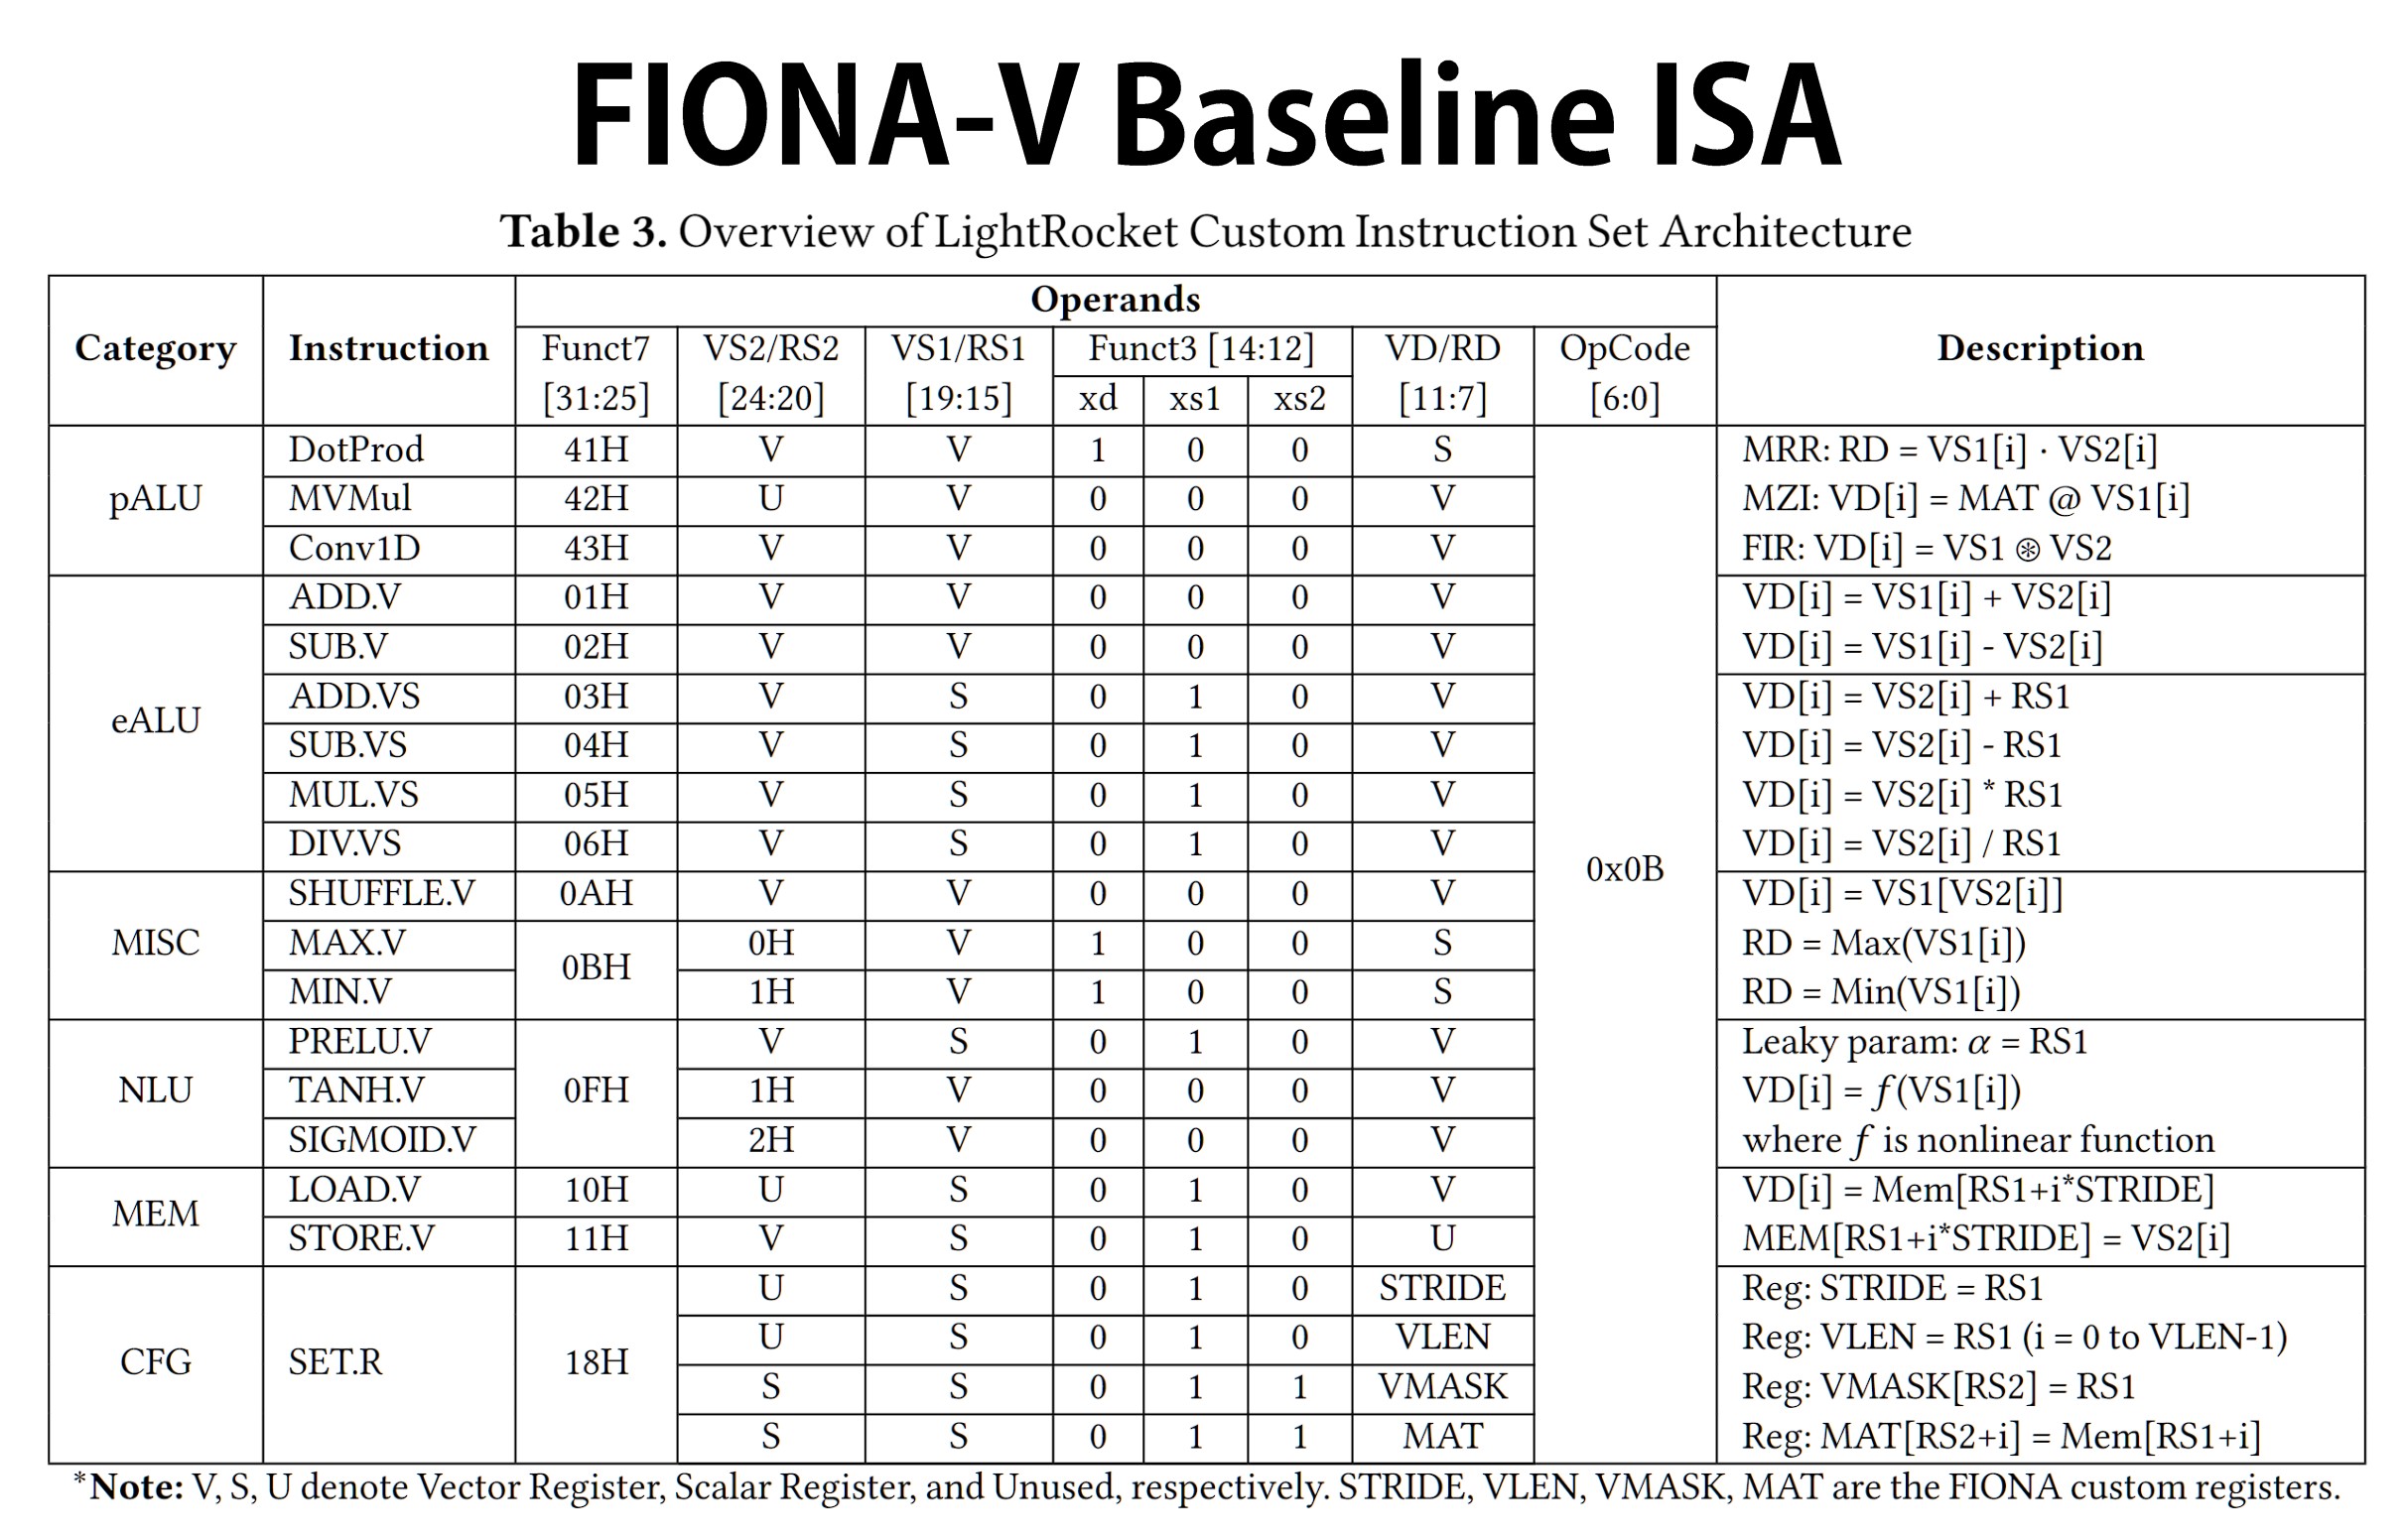 FIONA-V Baseline ISA
Table 3. Overview of LightRocket Custom Instruction Set Architecture
Category Instruction Operands Description
Funct7 VS2/RS2 VS1/RS1 Funct3 [14:12] VD/RD OpCode
[31:25] [24:20] [19:15] xd xs1 xs2 [11:7] [6:0]
pALU DotProd 41H V V 1 0 0 S 0x0B MRR: RD = VS1[i] · VS2[i]
MVMul 42H U V 0 0 0 V MZI: VD[i] = MAT @ VS1[i]
Conv1D 43H V V 0 0 0 V FIR: VD[i] = VS1 ⊛ VS2
eALU ADD.V 01H V V 0 0 0 V VD[i] = VS1[i] + VS2[i]
SUB.V 02H V V 0 0 0 V VD[i] = VS1[i] - VS2[i]
ADD.VS 03H V S 0 1 0 V VD[i] = VS2[i] + RS1
SUB.VS 04H V S 0 1 0 V VD[i] = VS2[i] - RS1
MUL.VS 05H V S 0 1 0 V VD[i] = VS2[i] * RS1
DIV.VS 06H V S 0 1 0 V VD[i] = VS2[i] / RS1
MISC SHUFFLE.V 0AH V V 0 0 0 V VD[i] = VS1[VS2[i]]
MAX.V 0BH 0H V 1 0 0 S RD = Max(VS1[i])
MIN.V 1H V 1 0 0 S RD = Min(VS1[i])
NLU PRELU.V 0FH V S 0 1 0 V Leaky param: α = RS1
TANH.V 1H V 0 0 0 V VD[i] = f(VS1[i])
SIGMOID.V 2H V 0 0 0 V where f is nonlinear function
MEM LOAD.V 10H U S 0 1 0 V VD[i] = Mem[RS1+i*STRIDE]
STORE.V 11H V S 0 1 0 U MEM[RS1+i*STRIDE] = VS2[i]
CFG SET.R 18H U S 0 1 0 STRIDE Reg: STRIDE = RS1
U S 0 1 0 VLEN Reg: VLEN = RS1 (i = 0 to VLEN-1)
S S 0 1 1 VMASK Reg: VMASK[RS2] = RS1
S S 0 1 1 MAT Reg: MAT[RS2+i] = Mem[RS1+i]
*Note: V, S, U denote Vector Register, Scalar Register, and Unused, respectively. STRIDE, VLEN, VMASK, MAT are the FIONA custom registers.